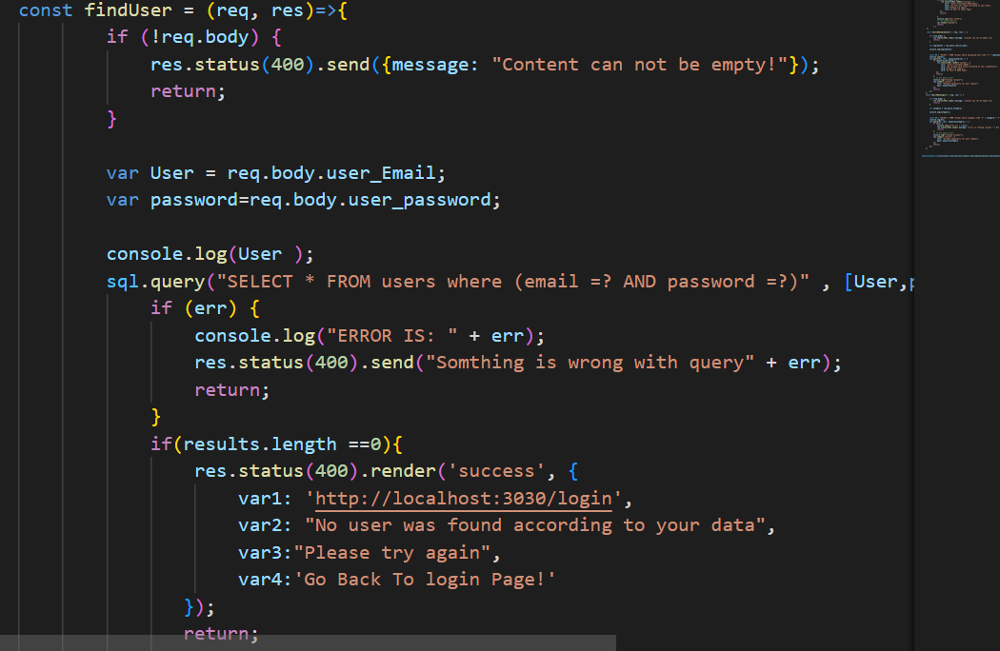 const findUser = (req, res)=>{
if (!req.body) {
res.status(400).send({message: "Content can not be empty!"});
return;
}
var User = req.body.user_Email;
var password=req.body.user_password;
console.log(User );
sql.query("SELECT * FROM users where (email =? AND password =?)" , [User,
if (err) {
console.log("ERROR IS: " + err);
res.status(400).send("Somthing is wrong with query" + err);
return;
}
if(results.length ==0){
res.status(400).render('success', {
var1: 'http://localhost:3030/login',
var2: "No user was found according to your data",
var3:"Please try again",
var4:'Go Back To login Page!'
});
return;